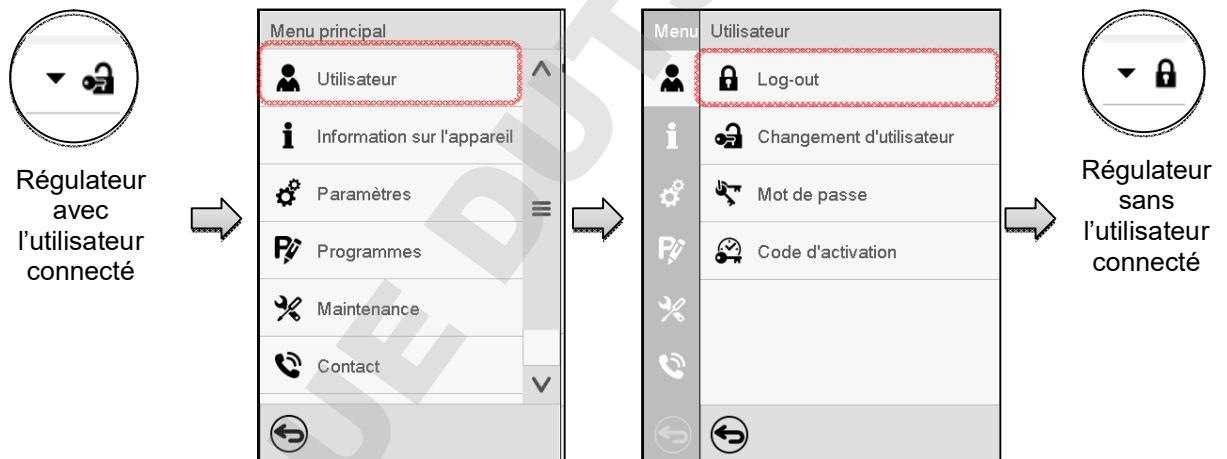 Régulateur
avec
l’utilisateur
connecté
Menu principal
Utilisateur
Information sur l'appareil
Paramètres
Programmes
Maintenance
Contact
Menu
Utilisateur
Log-out
Changement d'utilisateur
Mot de passe
Code d'activation
Régulateur
sans
l’utilisateur
connecté